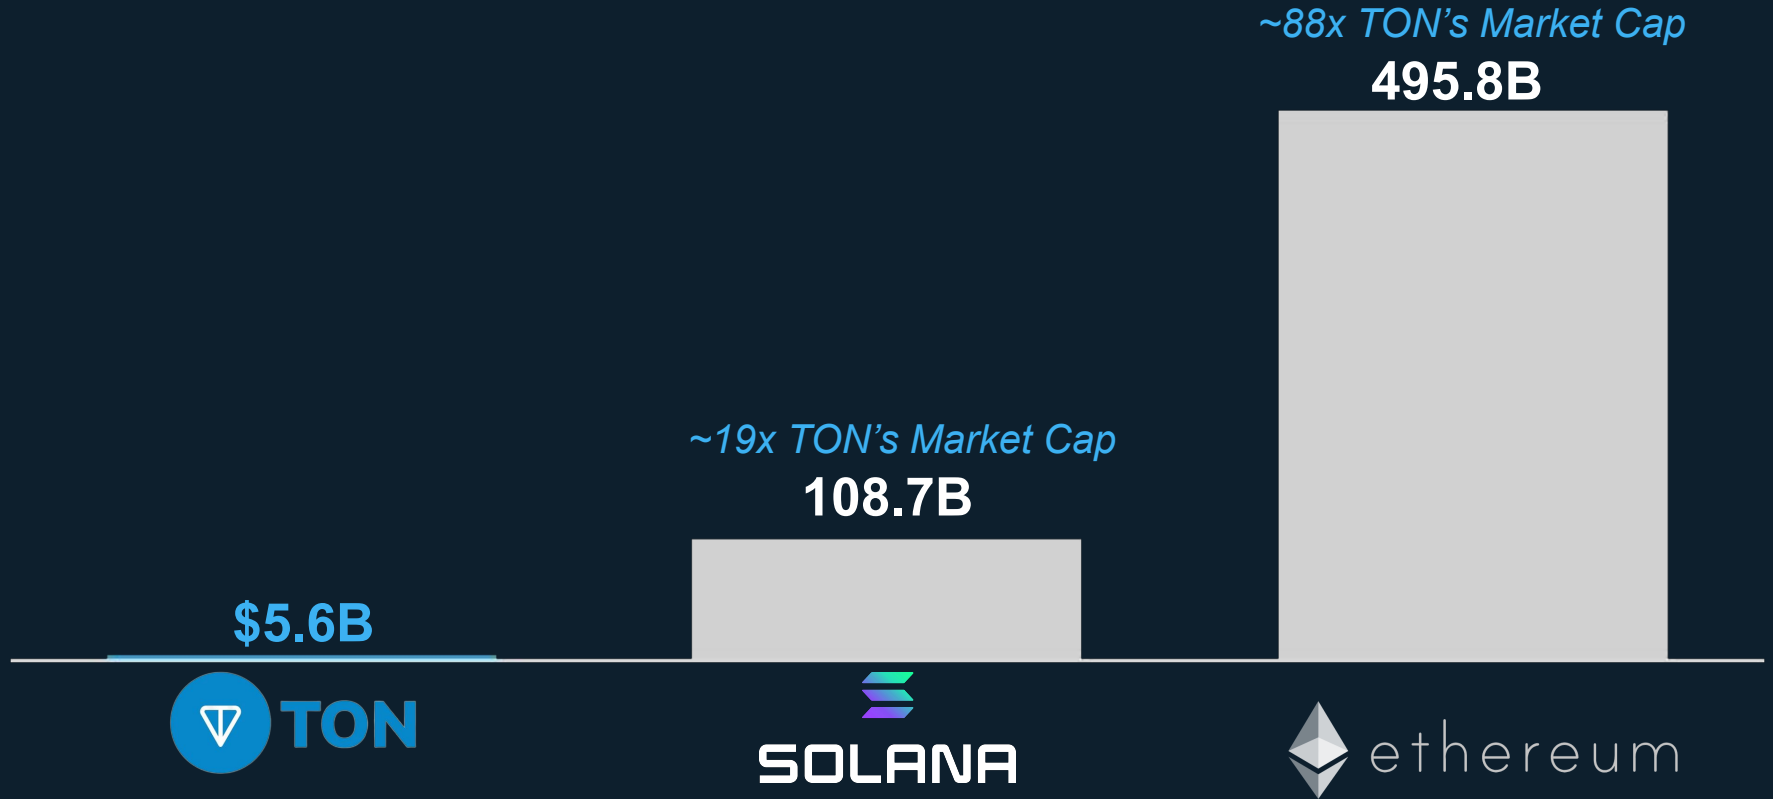 ~88x TON's Market Cap
495.8B
~19x TON's Market Cap
108.7B
$5.6B
TON
SOLANA
ethereum